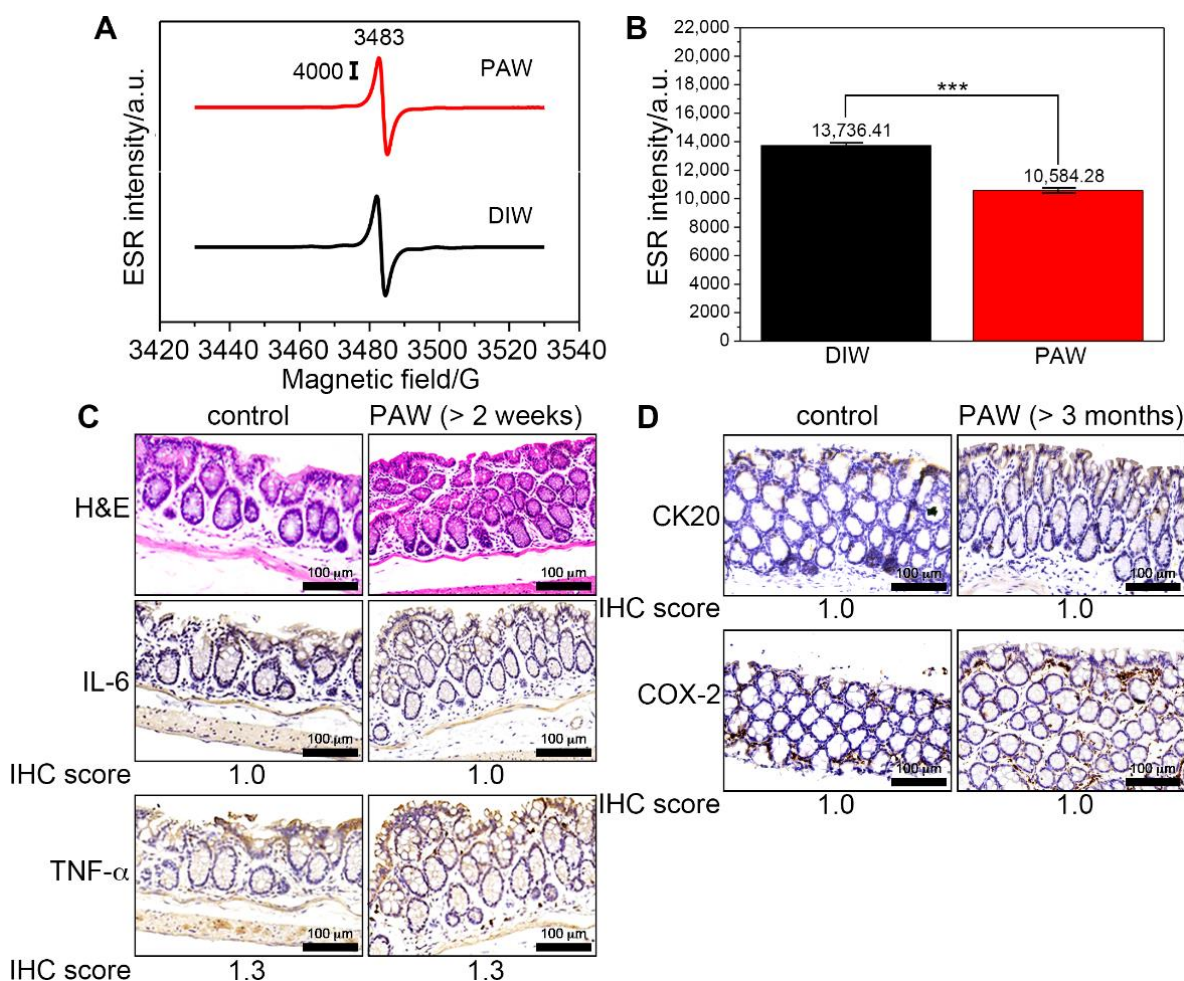 A
3483
4000
PAW
DIW
ESR intensity/a.u.
3420 3440 3460 3480 3500 3520 3540
Magnetic field/G
B
22,000
20,000
18,000
16,000
14,000
12,000
10,000
8000
6000
4000
2000
0
ESR intensity/a.u.
***
13,736.41
10,584.28
DIW PAW
C
control PAW (> 2 weeks)
H&E
100 μm 100 μm
IL-6
100 μm 100 μm
IHC score 1.0 1.0
TNF-α
100 μm 100 μm
IHC score 1.3 1.3
D
control PAW (> 3 months)
CK20
100 μm 100 μm
IHC score 1.0 1.0
COX-2
100 μm 100 μm
IHC score 1.0 1.0